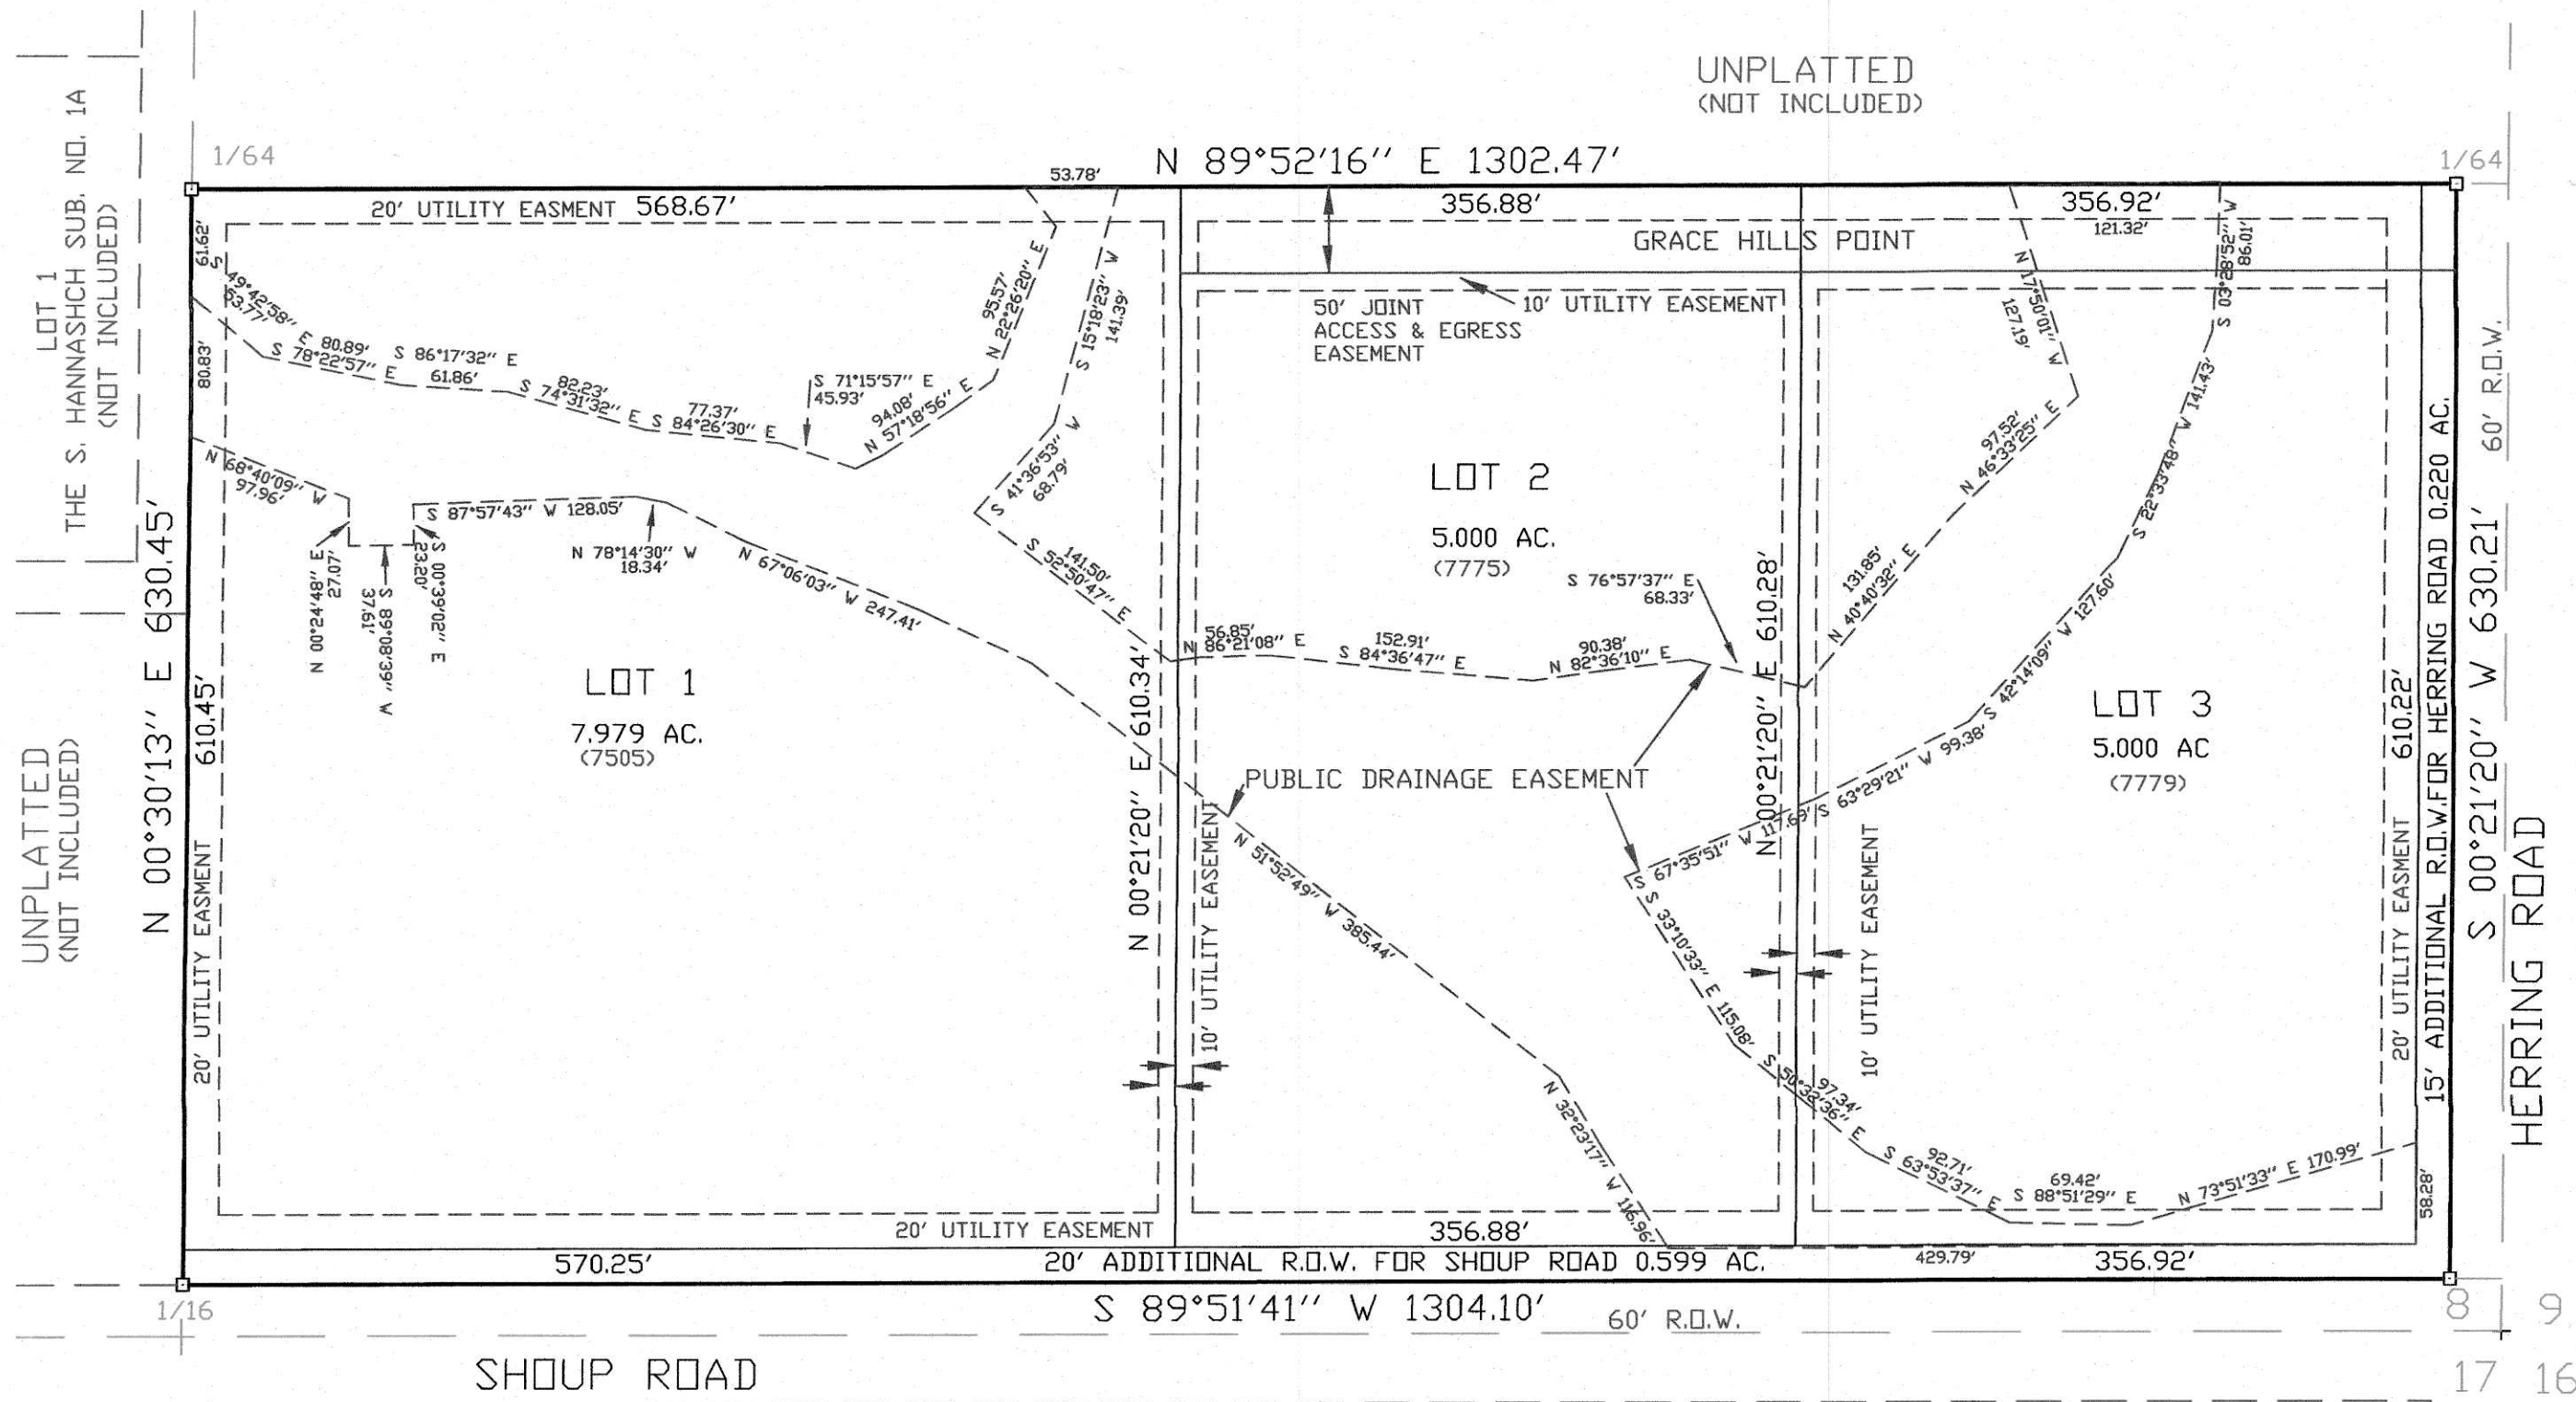 UNPLATTED
(NOT INCLUDED)
LOT 1
THE S. HANNASHCH SUB. NO. 1A
(NOT INCLUDED)
1/64
N 89°52'16" E 1302.47'
1/64
53.78'
20' UTILITY EASMENT 568.67'
356.88'
356.92'
121.32'
GRACE HILLS POINT
61.62'
80.83'
S 49°42'58" E
53.77'
80.89'
S 78°22'57" E
S 86°17'32" E
61.86'
82.23'
S 74°31'32" E
77.37'
S 84°26'30" E
S 71°15'57" E
45.93'
94.08'
N 57°18'56" E
95.57'
N 22°26'20" E
S 15°18'23" W
141.39'
S 41°36'53" W
68.79'
141.50'
S 52°50'47" E
50' JOINT
ACCESS & EGRESS
EASEMENT
10' UTILITY EASEMENT
N 17°50'01" W
127.19'
S 03°28'52" W
86.01'
S 22°33'48" W 141.43'
97.52'
N 46°33'25" E
131.85'
N 40°40'32" E
S 42°14'09" W 127.60'
S 63°29'21" W 99.38'
N 68°40'09" W
97.96'
N 00°24'48" E
27.07'
S 89°08'39" W
37.61'
S 00°39'02" E
23.20'
S 87°57'43" W 128.05'
N 78°14'30" W
18.34'
N 67°06'03" W 247.41'
LOT 1
7.979 AC.
(7505)
LOT 2
5.000 AC.
(7775)
S 76°57'37" E
68.33'
56.85'
N 86°21'08" E
152.91'
S 84°36'47" E
90.38'
N 82°36'10" E
LOT 3
5.000 AC
(7779)
PUBLIC DRAINAGE EASEMENT
S 67°35'51" W 117.69'
N 51°52'49" W 385.44'
S 33°10'33" E 115.08'
97.34'
S 50°32'36" E
92.71'
S 63°53'37" E
69.42'
S 88°51'29" E
N 73°51'33" E 170.99'
58.28'
N 32°23'17" W 116.96'
UNPLATTED
(NOT INCLUDED)
N 00°30'13" E 630.45'
610.45'
20' UTILITY EASMENT
N 00°21'20" E 610.34'
10' UTILITY EASEMENT
N 00°21'20" E 610.28'
10' UTILITY EASEMENT
610.22'
20' UTILITY EASMENT
15' ADDITIONAL R.O.W.FOR HERRING ROAD 0.220 AC.
S 00°21'20" W 630.21'
60' R.O.W.
HERRING ROAD
20' UTILITY EASEMENT
356.88'
570.25'
20' ADDITIONAL R.O.W. FOR SHOUP ROAD 0.599 AC.
429.79'
356.92'
1/16
S 89°51'41" W 1304.10'
60' R.O.W.
8
9
SHOUP ROAD
17
16